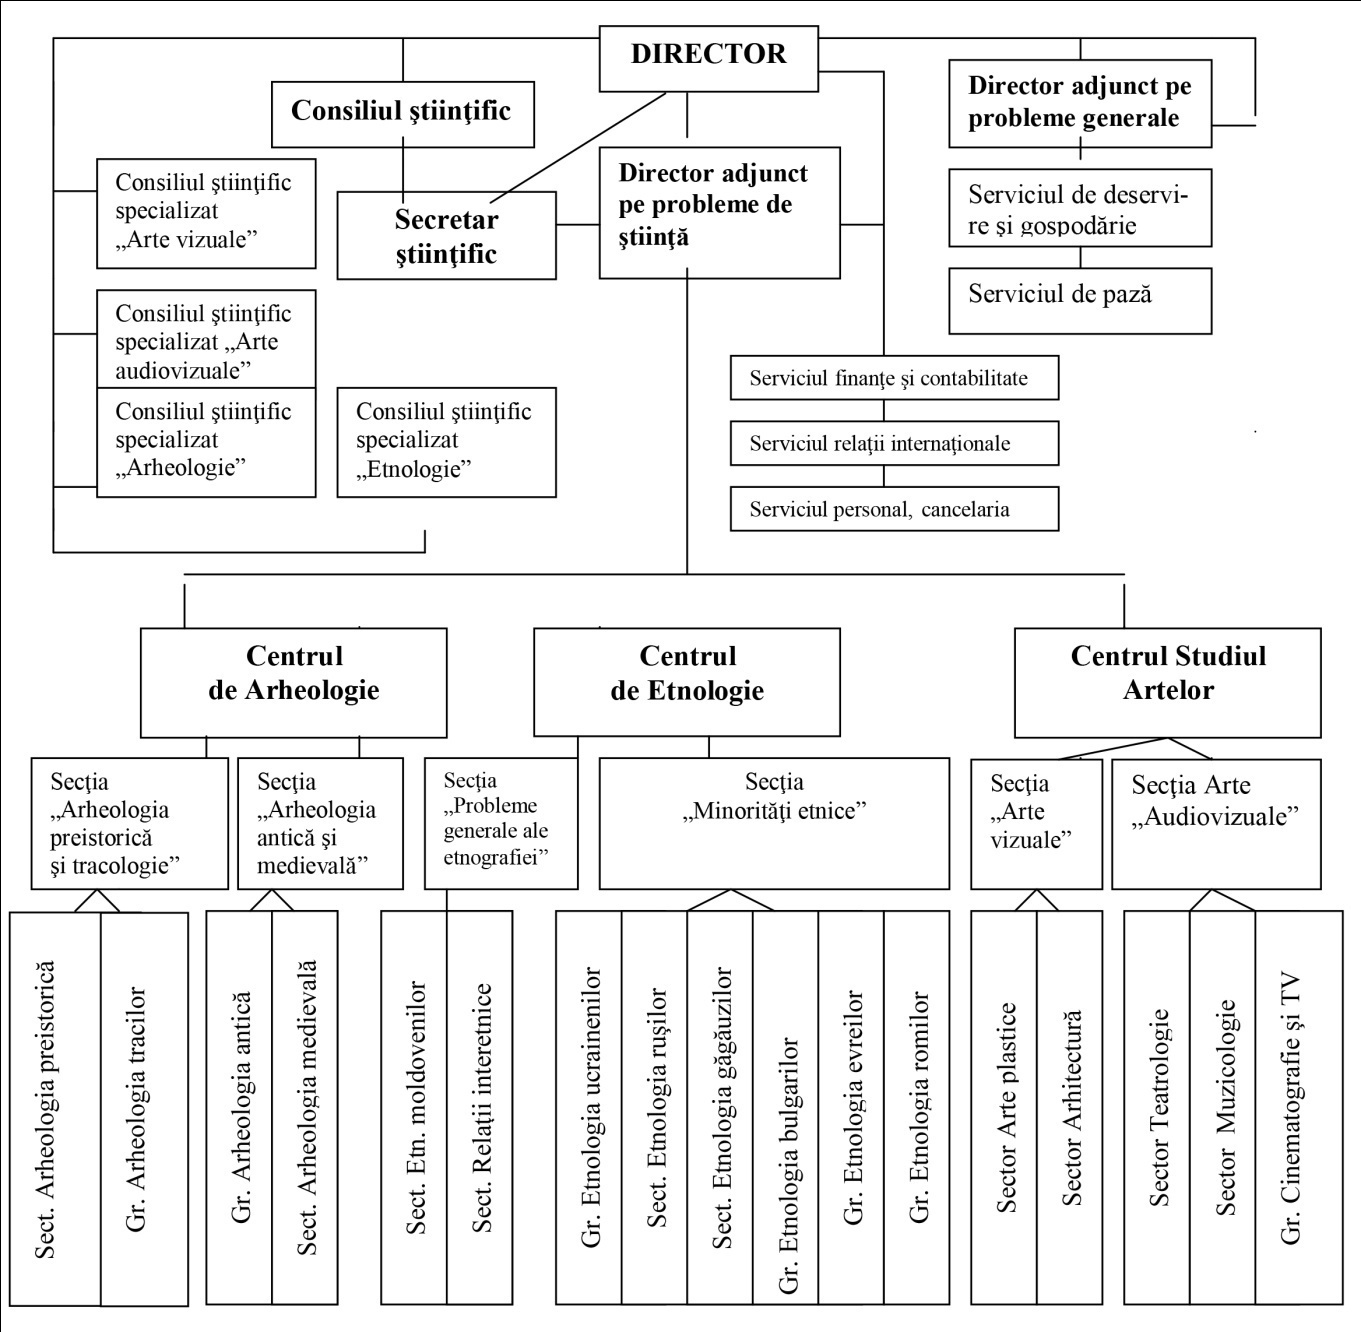 DIRECTOR
Consiliul ştiinţific
Director adjunct pe
probleme generale
Consiliul ştiinţific
specializat
„Arte vizuale”
Secretar
ştiinţific
Director adjunct
pe probleme de
ştiinţă
Serviciul de deservi-
re şi gospodărie
Serviciul de pază
Consiliul ştiinţific
specializat „Arte
audiovizuale”
Consiliul ştiinţific
specializat
„Arheologie”
Consiliul ştiinţific
specializat
„Etnologie”
Serviciul finanţe şi contabilitate
Serviciul relaţii internaţionale
Serviciul personal, cancelaria
Centrul
de Arheologie
Centrul
de Etnologie
Centrul Studiul
Artelor
Secţia
„Arheologia
preistorică
şi tracologie”
Secţia
„Arheologia
antică şi
medievală”
Secţia
„Probleme
generale ale
etnografiei”
Secţia
„Minorităţi etnice”
Secţia
„Arte
vizuale”
Secţia Arte
„Audiovizuale”
Sect. Arheologia preistorică
Gr. Arheologia tracilor
Gr. Arheologia antică
Sect. Arheologia medievală
Sect. Etn. moldovenilor
Sect. Relaţii interetnice
Gr. Etnologia ucrainenilor
Sect. Etnologia ruşilor
Sect. Etnologia găgăuzilor
Gr. Etnologia bulgarilor
Gr. Etnologia evreilor
Gr. Etnologia romilor
Sector Arte plastice
Sector Arhitectură
Sector Teatrologie
Sector Muzicologie
Gr. Cinematografie şi TV